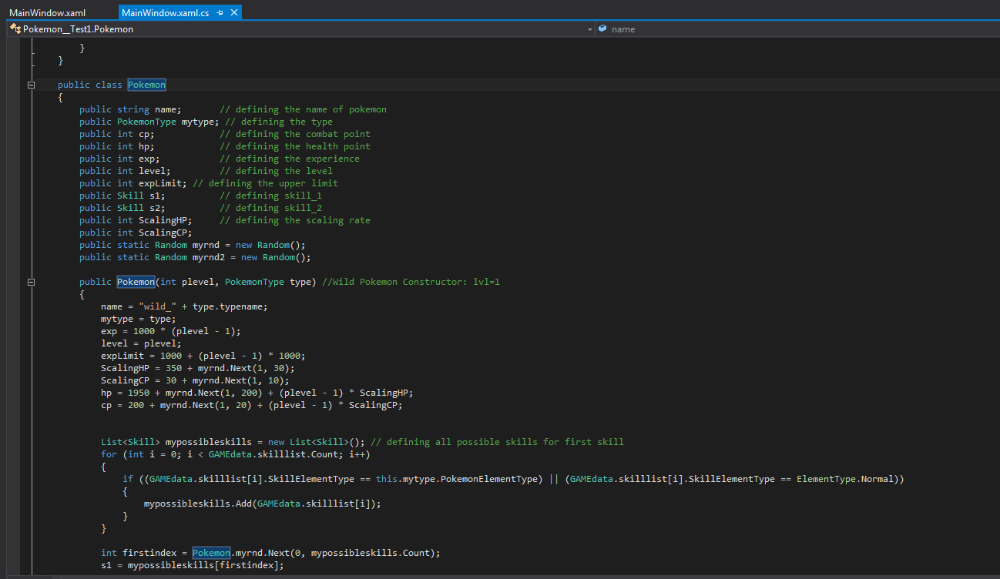 MainWindow.xaml MainWindow.xaml.cs
Pokemon__Test1.Pokemon name
}
}
public class Pokemon
{
public string name; // defining the name of pokemon
public PokemonType mytype; // defining the type
public int cp; // defining the combat point
public int hp; // defining the health point
public int exp; // defining the experience
public int level; // defining the level
public int expLimit; // defining the upper limit
public Skill s1; // defining skill_1
public Skill s2; // defining skill_2
public int ScalingHP; // defining the scaling rate
public int ScalingCP;
public static Random myrnd = new Random();
public static Random myrnd2 = new Random();
public Pokemon(int plevel, PokemonType type) //Wild Pokemon Constructor: lvl=1
{
name = "wild_" + type.typename;
mytype = type;
exp = 1000 * (plevel - 1);
level = plevel;
expLimit = 1000 + (plevel - 1) * 1000;
ScalingHP = 350 + myrnd.Next(1, 30);
ScalingCP = 30 + myrnd.Next(1, 10);
hp = 1950 + myrnd.Next(1, 200) + (plevel - 1) * ScalingHP;
cp = 200 + myrnd.Next(1, 20) + (plevel - 1) * ScalingCP;
List<Skill> mypossibleskills = new List<Skill>(); // defining all possible skills for first skill
for (int i = 0; i < GAMEdata.skilllist.Count; i++)
{
if ((GAMEdata.skilllist[i].SkillElementType == this.mytype.PokemonElementType) || (GAMEdata.skilllist[i].SkillElementType == ElementType.Normal))
{
mypossibleskills.Add(GAMEdata.skilllist[i]);
}
}
int firstindex = Pokemon.myrnd.Next(0, mypossibleskills.Count);
s1 = mypossibleskills[firstindex];